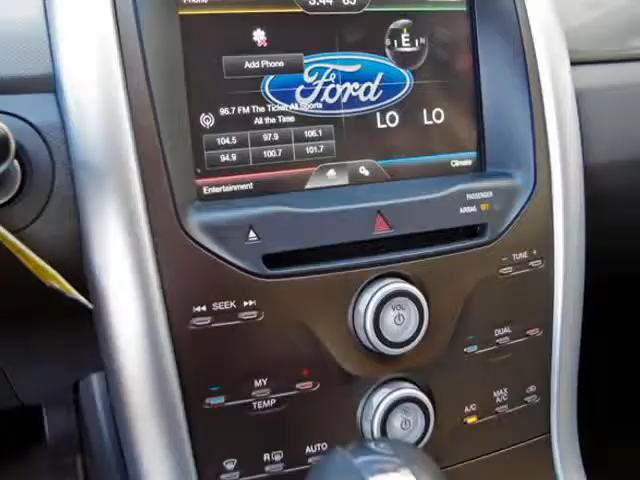 Phone
Add Phone
S E N
Ford
96.7 FM The Ticket All Sports
All the Time
LO LO
104.5 97.9 106.1
94.9 100.7 101.7
Entertainment
Climate
PASSENGER
AIRBAG
- TUNE +
SEEK
VOL
- DUAL +
- MY +
TEMP
A/C
MAX
A/C
R
AUTO